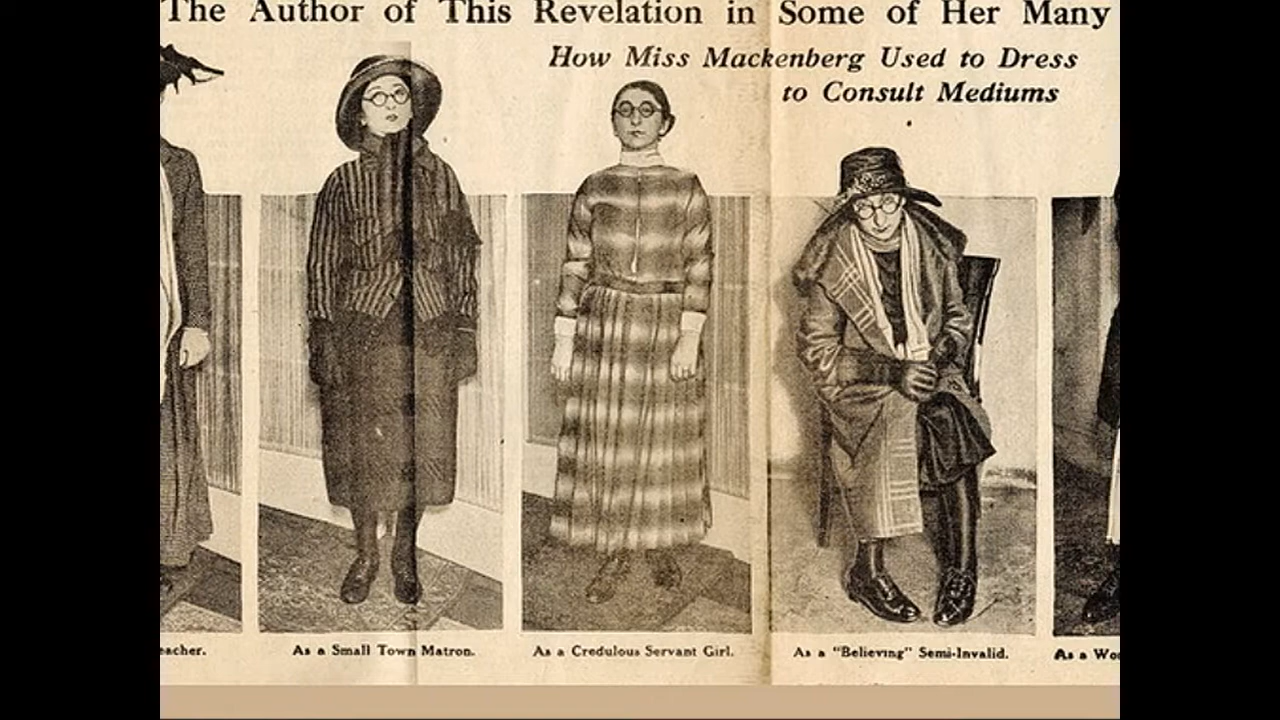 The Author of This Revelation in Some of Her Many
How Miss Mackenberg Used to Dress
to Consult Mediums
eacher.
As a Small Town Matron.
As a Credulous Servant Girl.
As a "Believing" Semi-Invalid.
As a Wo